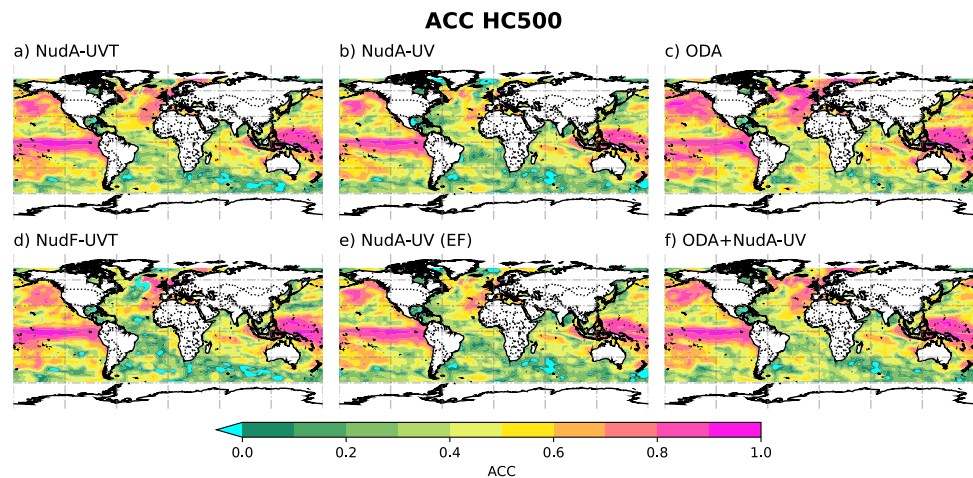 ACC HC500
a) NudA-UVT
b) NudA-UV
c) ODA
d) NudF-UVT
e) NudA-UV (EF)
f) ODA+NudA-UV
0.0 0.2 0.4 0.6 0.8 1.0
ACC